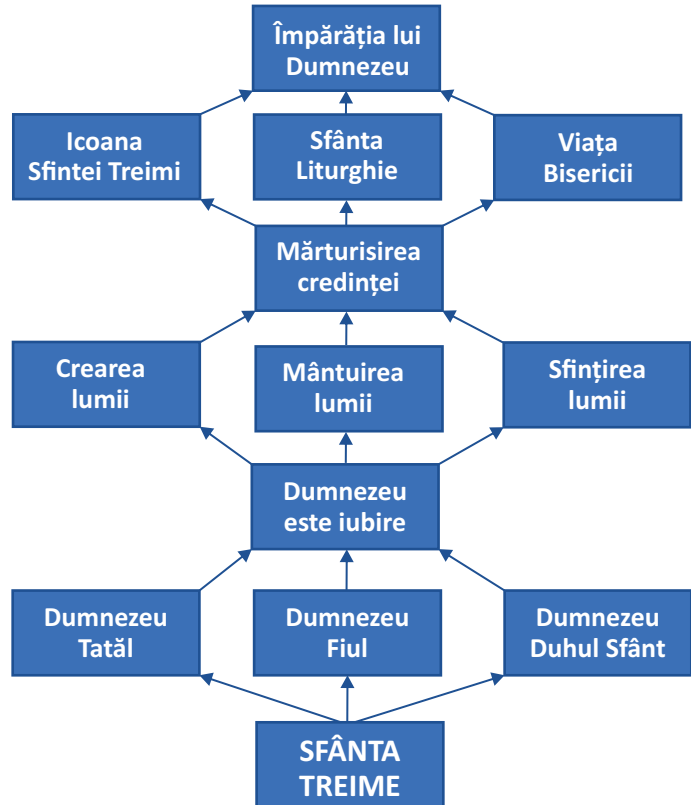 Împărăția lui
Dumnezeu
Icoana
Sfintei Treimi
Sfânta
Liturghie
Viața
Bisericii
Mărturisirea
credinței
Crearea
lumii
Mântuirea
lumii
Sfințirea
lumii
Dumnezeu
este iubire
Dumnezeu
Tatăl
Dumnezeu
Fiul
Dumnezeu
Duhul Sfânt
SFÂNTA
TREIME